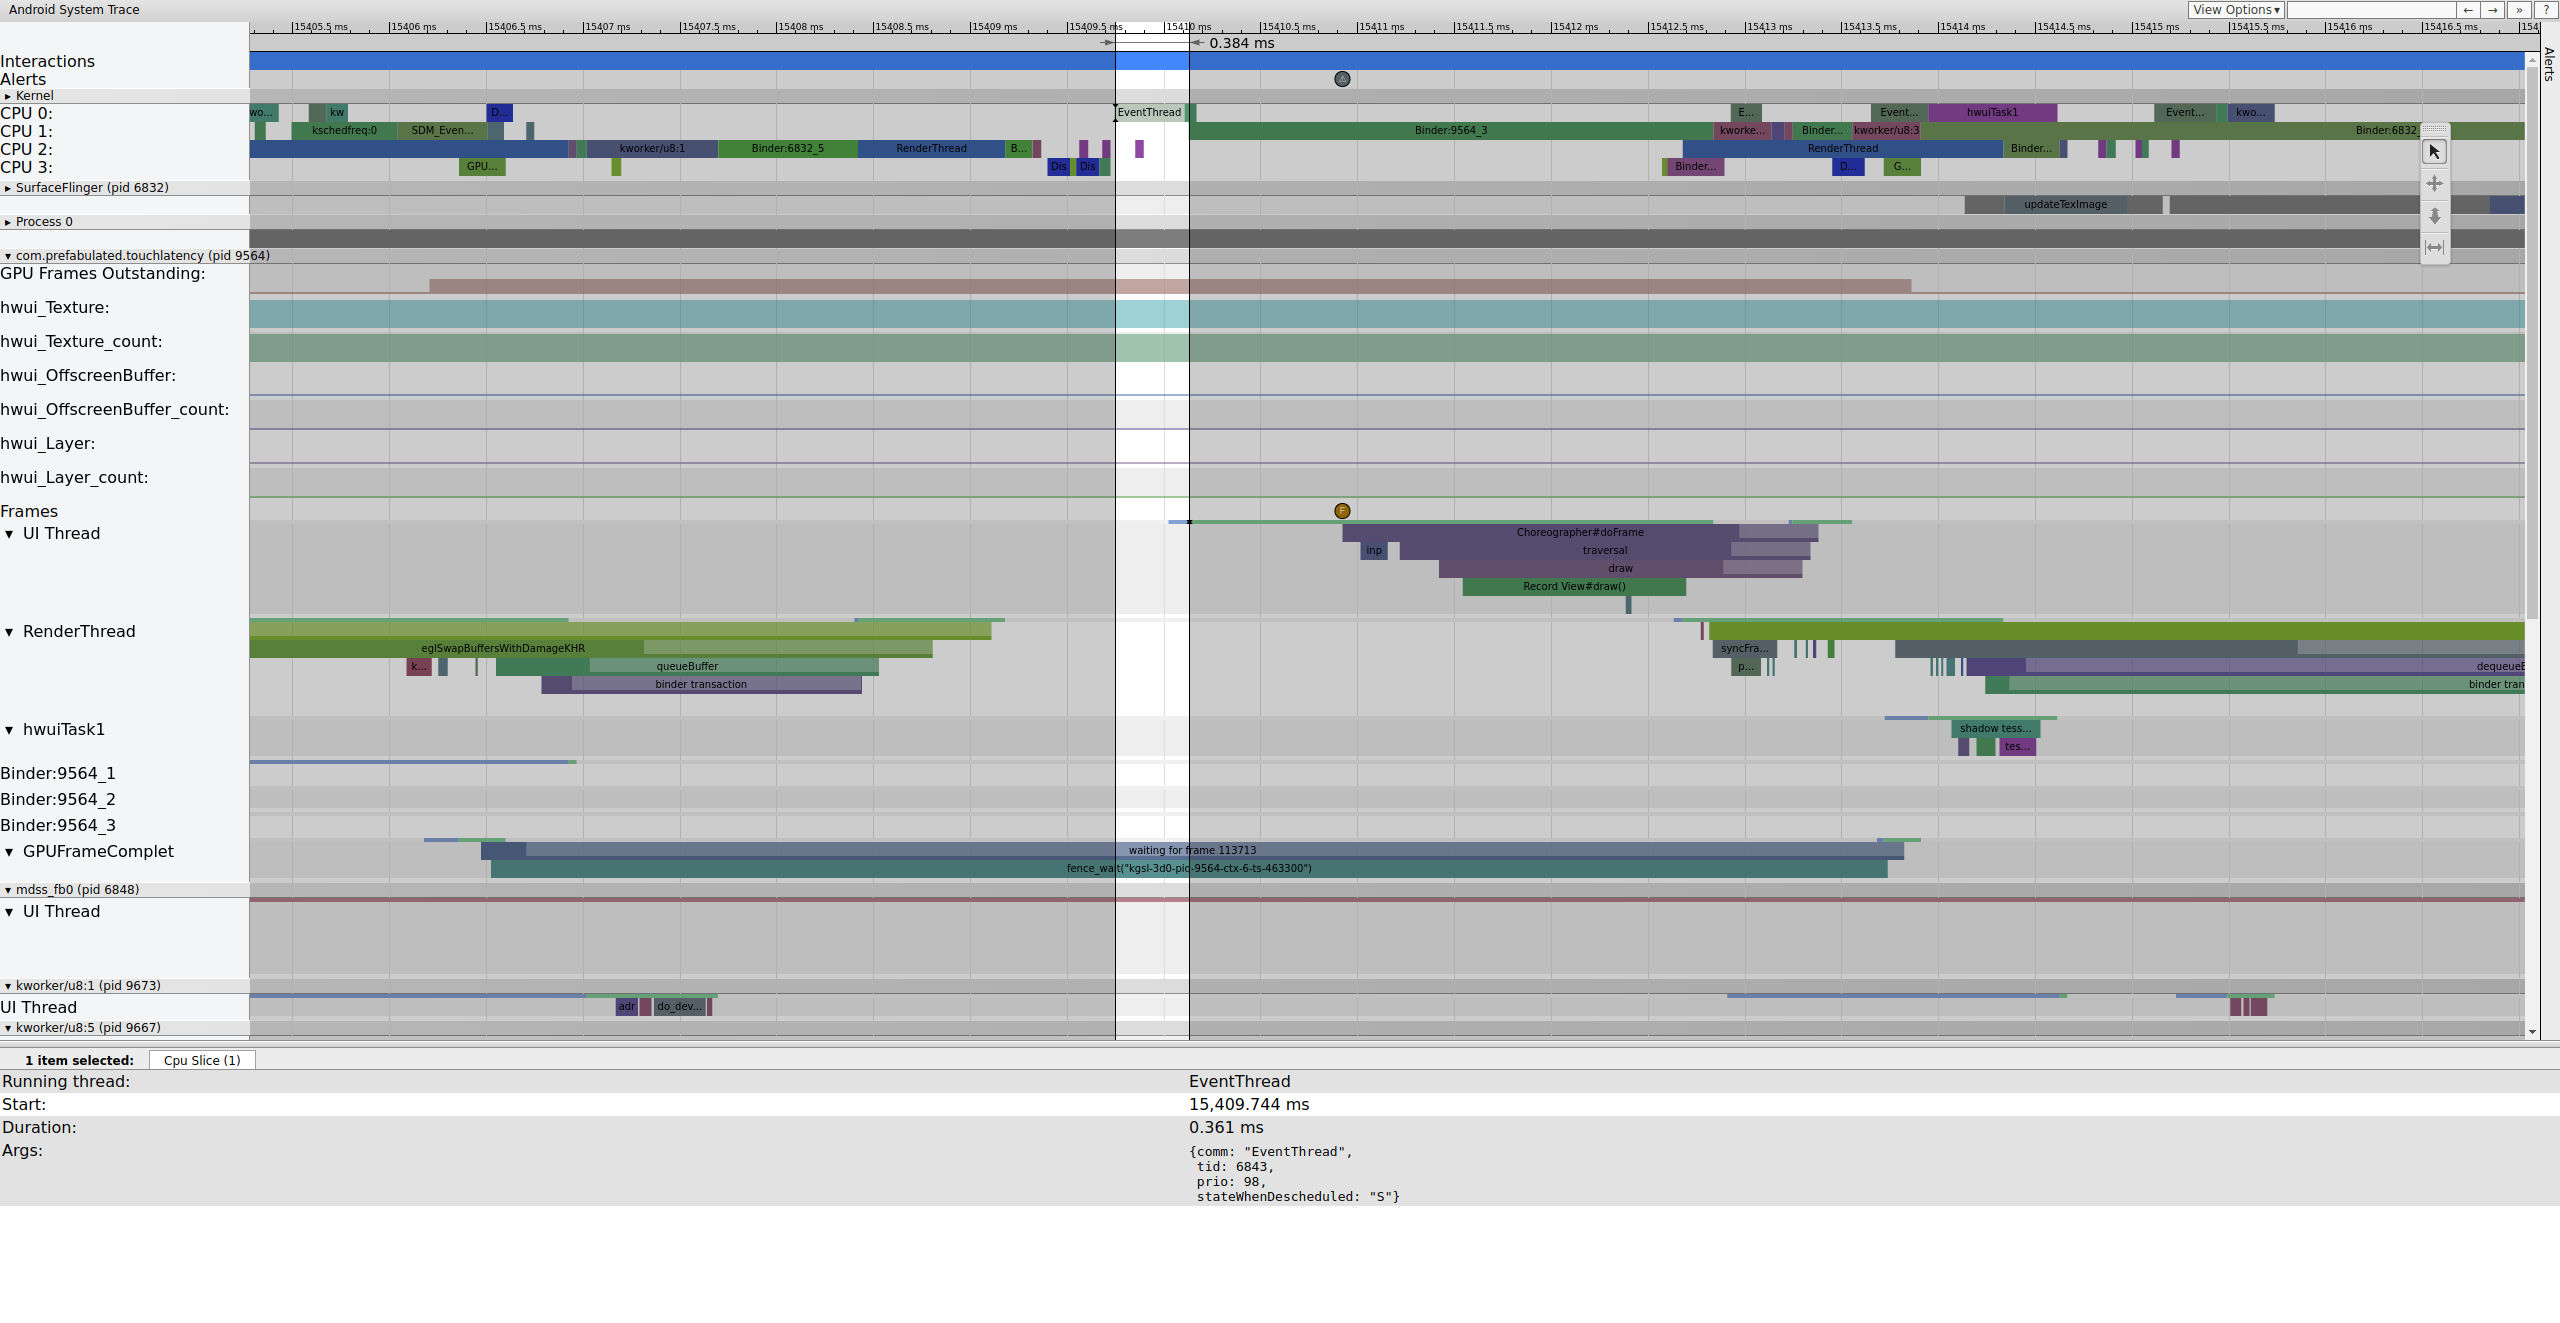 Android System Trace
View Options▾ ← → » ?
15405.5 ms 15406 ms 15406.5 ms 15407 ms 15407.5 ms 15408 ms 15408.5 ms 15409 ms 15409.5 ms 15410 ms 15410.5 ms 15411 ms 15411.5 ms 15412 ms 15412.5 ms 15413 ms 15413.5 ms 15414 ms 15414.5 ms 15415 ms 15415.5 ms 15416 ms 15416.5 ms 154
0.384 ms
Alerts
Interactions
Alerts
▸ Kernel
CPU 0: wo... kw D... EventThread E... Event... hwuiTask1 Event... kwo...
CPU 1: kschedfreq:0 SDM_Even... Binder:9564_3 kworke... Binder... kworker/u8:3 Binder:6832_
CPU 2: kworker/u8:1 Binder:6832_5 RenderThread B... RenderThread Binder...
CPU 3: GPU... Dis Dis Binder... D... G...
▸ SurfaceFlinger (pid 6832)
updateTexImage
▸ Process 0
▾ com.prefabulated.touchlatency (pid 9564)
GPU Frames Outstanding:
hwui_Texture:
hwui_Texture_count:
hwui_OffscreenBuffer:
hwui_OffscreenBuffer_count:
hwui_Layer:
hwui_Layer_count:
Frames F
▾ UI Thread Choreographer#doFrame
inp traversal
draw
Record View#draw()
▾ RenderThread
eglSwapBuffersWithDamageKHR syncFra...
k... queueBuffer p... dequeueB
binder transaction binder tran
▾ hwuiTask1 shadow tess...
tes...
Binder:9564_1
Binder:9564_2
Binder:9564_3
▾ GPUFrameComplet waiting for frame 113713
fence_wait("kgsl-3d0-pid-9564-ctx-6-ts-463300")
▾ mdss_fb0 (pid 6848)
▾ UI Thread
▾ kworker/u8:1 (pid 9673)
UI Thread adr do_dev...
▾ kworker/u8:5 (pid 9667)
1 item selected: Cpu Slice (1)
Running thread: EventThread
Start: 15,409.744 ms
Duration: 0.361 ms
Args: {comm: "EventThread",
tid: 6843,
prio: 98,
stateWhenDescheduled: "S"}